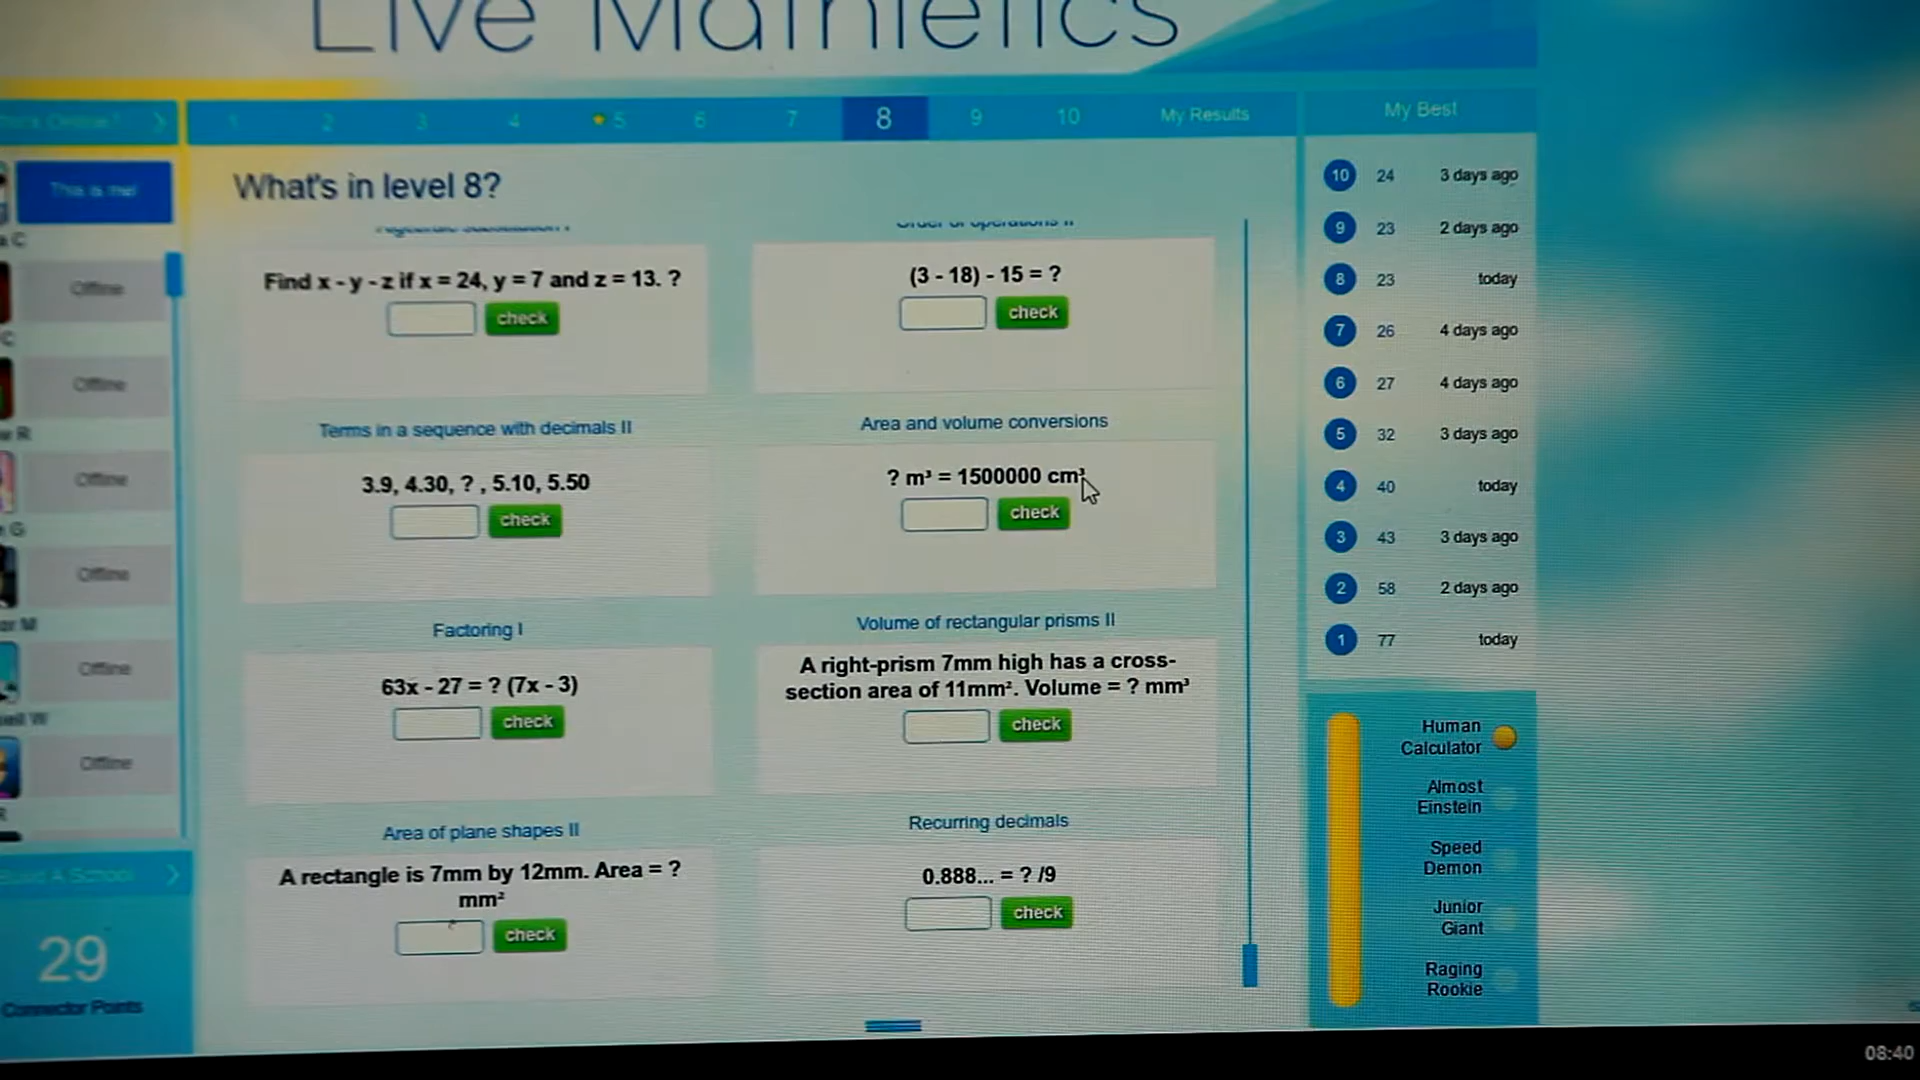 Live Mathletics
1 2 3 4 5 6 7 8 9 10 My Results
My Best
This is me!
What's in level 8?
Find x - y - z if x = 24, y = 7 and z = 13. ?
check
(3 - 18) - 15 = ?
check
Terms in a sequence with decimals II
3.9, 4.30, ? , 5.10, 5.50
check
Area and volume conversions
? m³ = 1500000 cm³
check
Factoring I
63x - 27 = ? (7x - 3)
check
Volume of rectangular prisms II
A right-prism 7mm high has a cross-
section area of 11mm². Volume = ? mm³
check
Area of plane shapes II
A rectangle is 7mm by 12mm. Area = ?
mm²
check
Recurring decimals
0.888... = ? /9
check
Offline
Offline
Offline
Offline
Offline
Offline
29
Connector Points
10 24 3 days ago
9 23 2 days ago
8 23 today
7 26 4 days ago
6 27 4 days ago
5 32 3 days ago
4 40 today
3 43 3 days ago
2 58 2 days ago
1 77 today
Human
Calculator
Almost
Einstein
Speed
Demon
Junior
Giant
Raging
Rookie
08:40